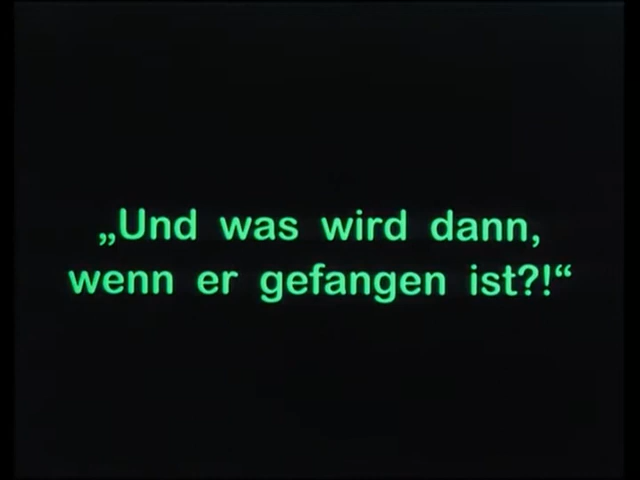 „Und was wird dann,
wenn er gefangen ist?!“